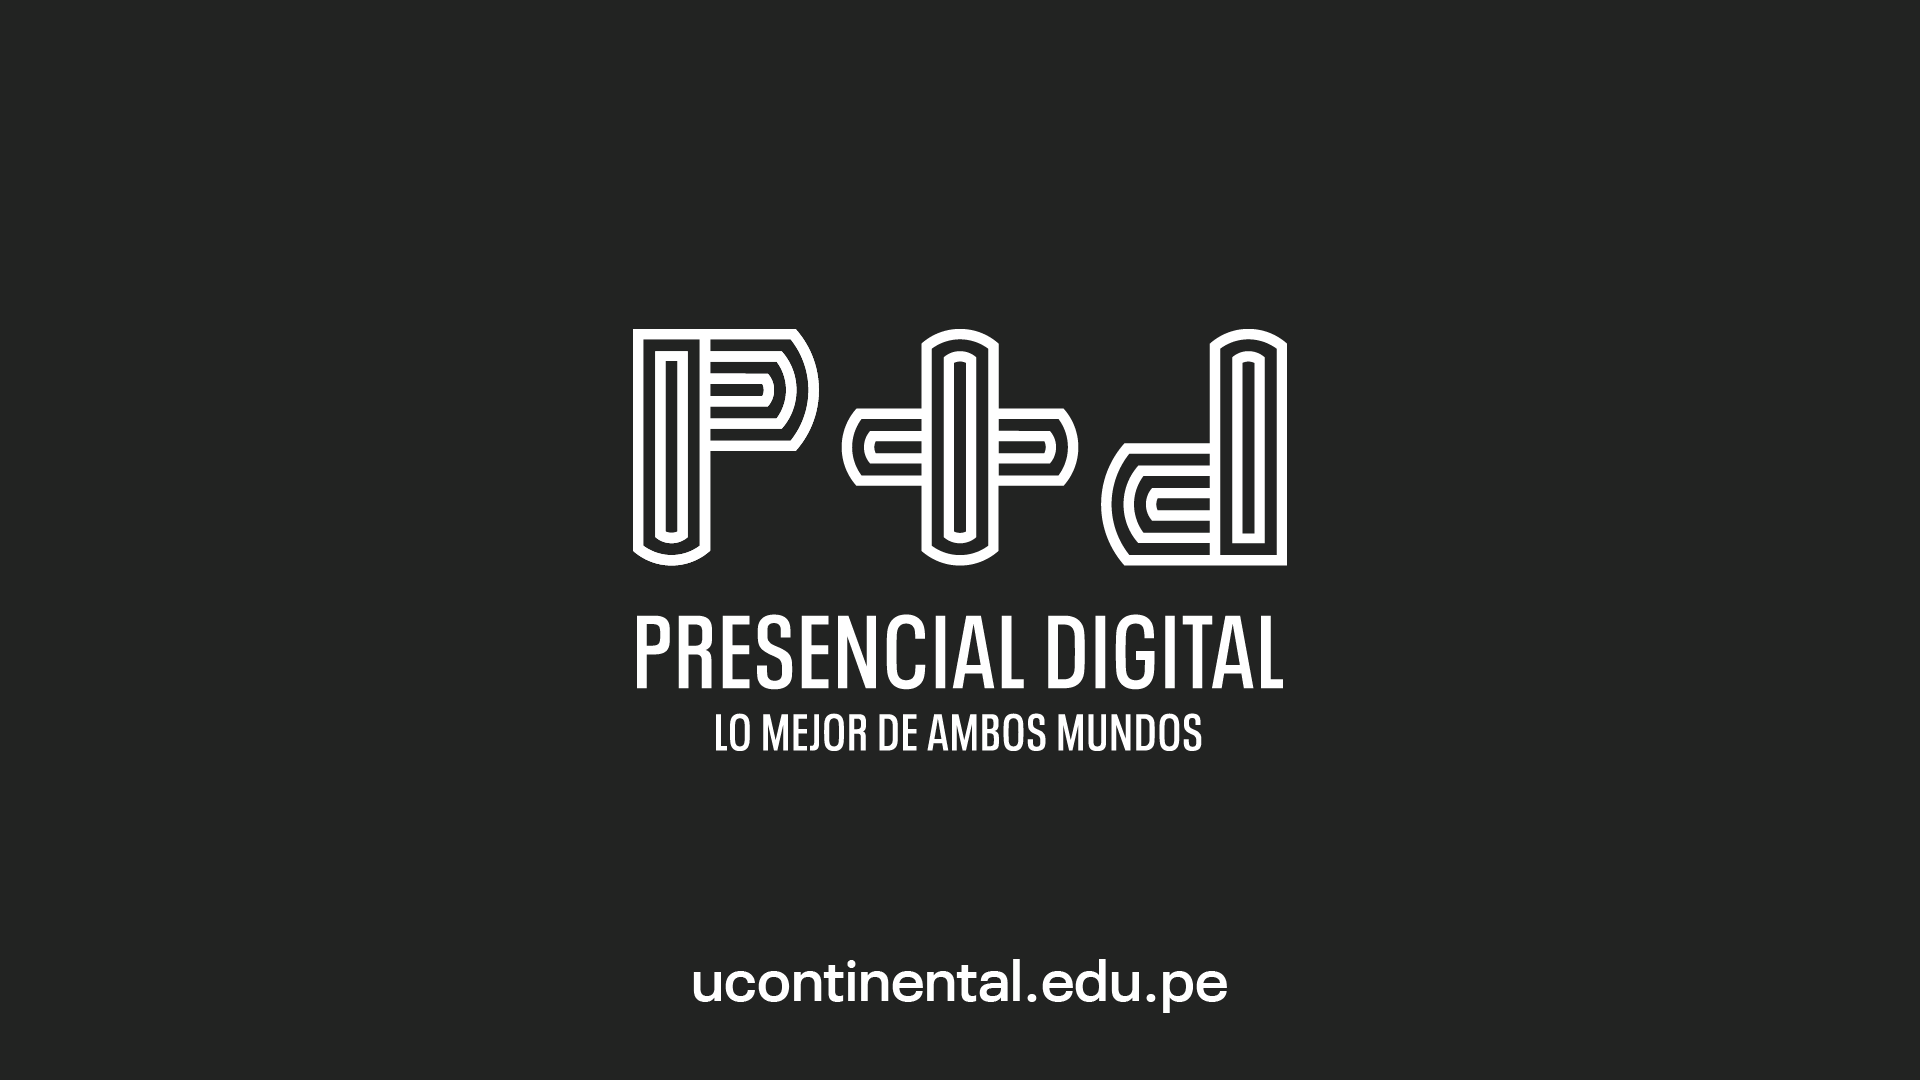 P+d
PRESENCIAL DIGITAL
LO MEJOR DE AMBOS MUNDOS
ucontinental.edu.pe